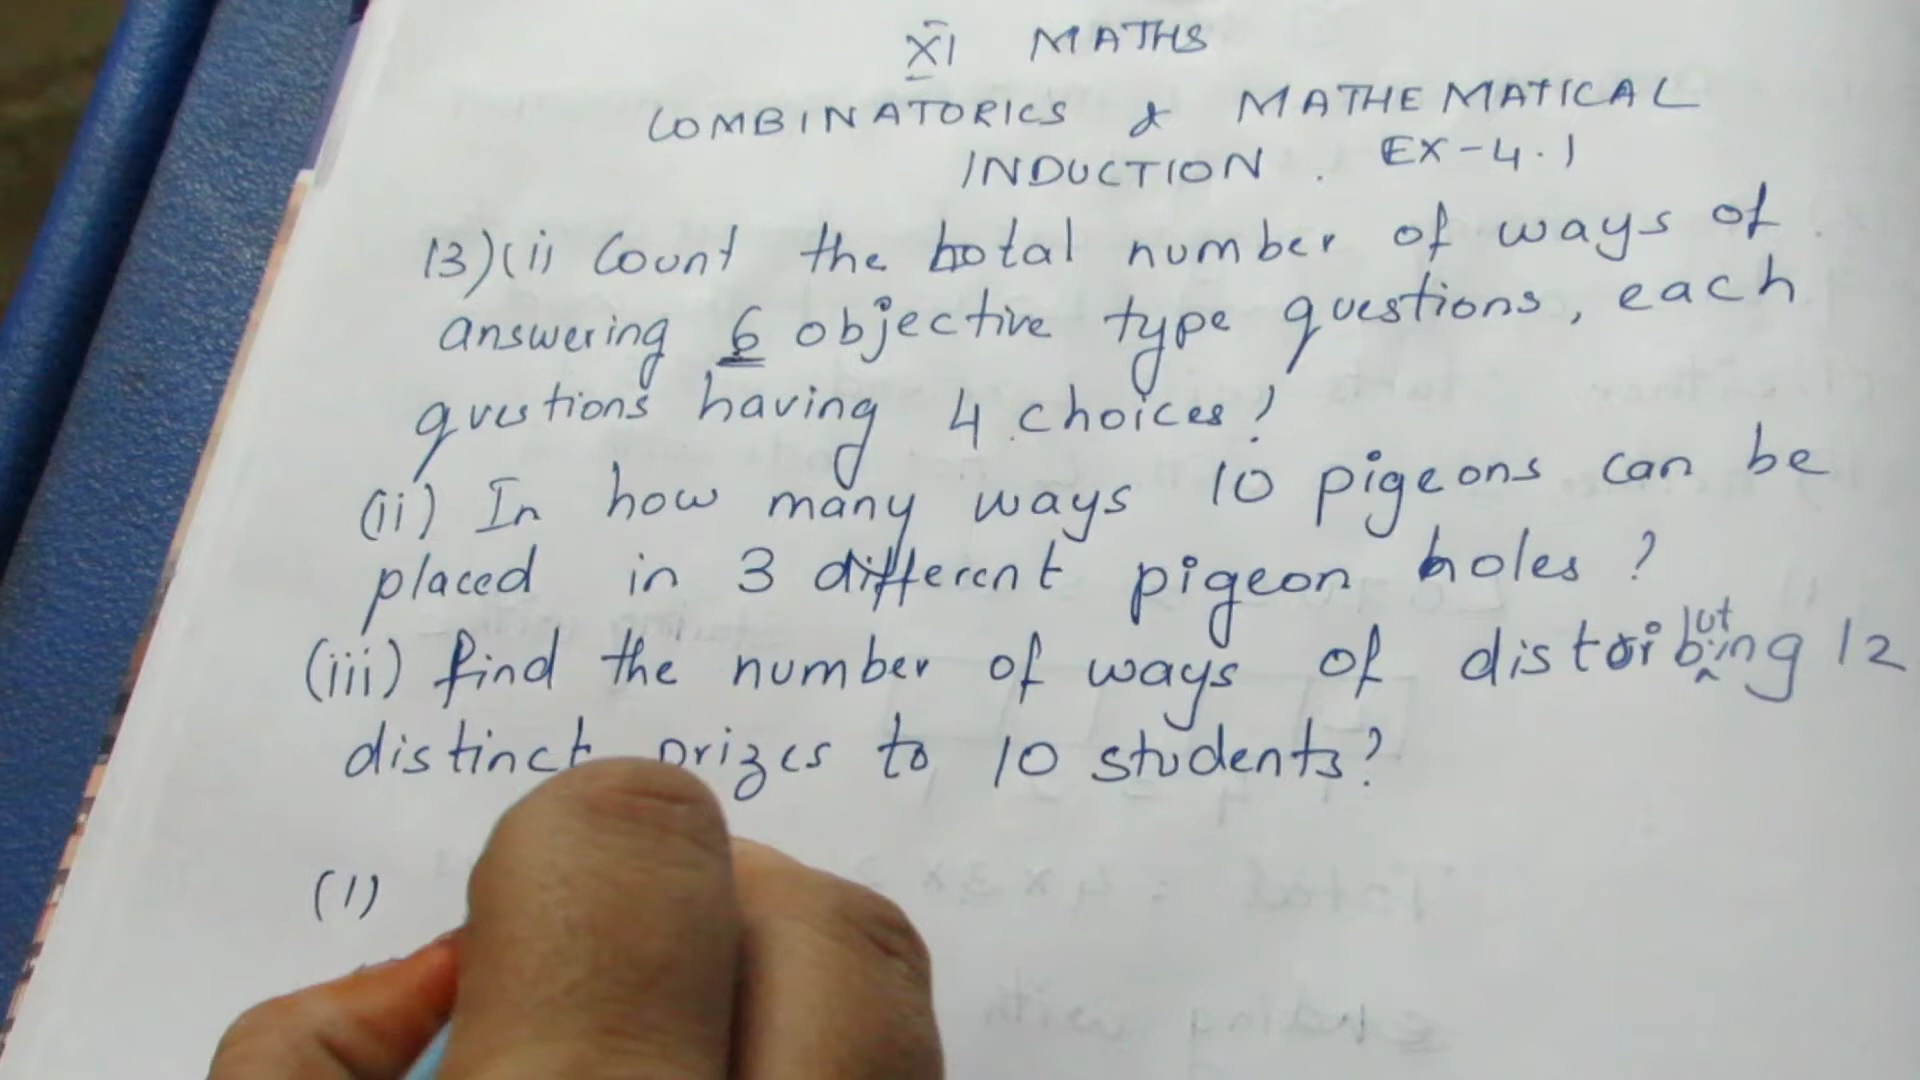 XI MATHS
COMBINATORICS & MATHEMATICAL
INDUCTION. EX-4.1
13)(i) Count the total number of ways of
answering 6 objective type questions, each
questions having 4 choices?
(ii) In how many ways 10 pigeons can be
placed in 3 different pigeon holes?
(iii) find the number of ways of distributing 12
distinct prizes to 10 students?
(1)